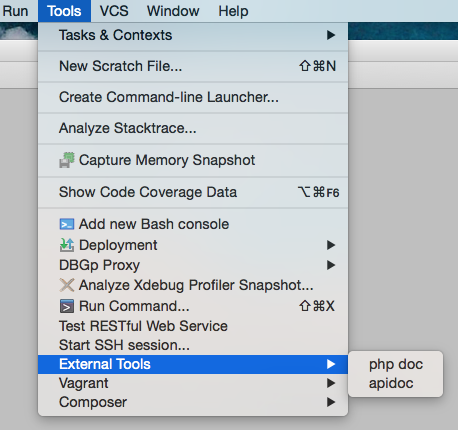 Run Tools VCS Window Help
Tasks & Contexts
New Scratch File... ⇧⌘N
Create Command-line Launcher...
Analyze Stacktrace...
Capture Memory Snapshot
Show Code Coverage Data ⌥⌘F6
Add new Bash console
Deployment
DBGp Proxy
Analyze Xdebug Profiler Snapshot...
Run Command... ⇧⌘X
Test RESTful Web Service
Start SSH session...
External Tools
php doc
Vagrant
apidoc
Composer